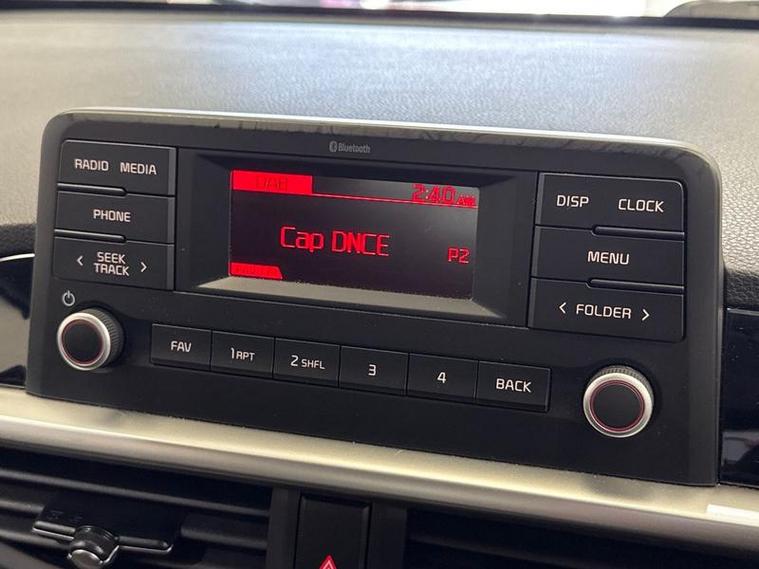 Bluetooth
RADIO MEDIA
PHONE
< SEEK TRACK >
DAB
2:40 AM
Cap DNCE
P2
DISP CLOCK
MENU
< FOLDER >
FAV
1 RPT
2 SHFL
3
4
BACK